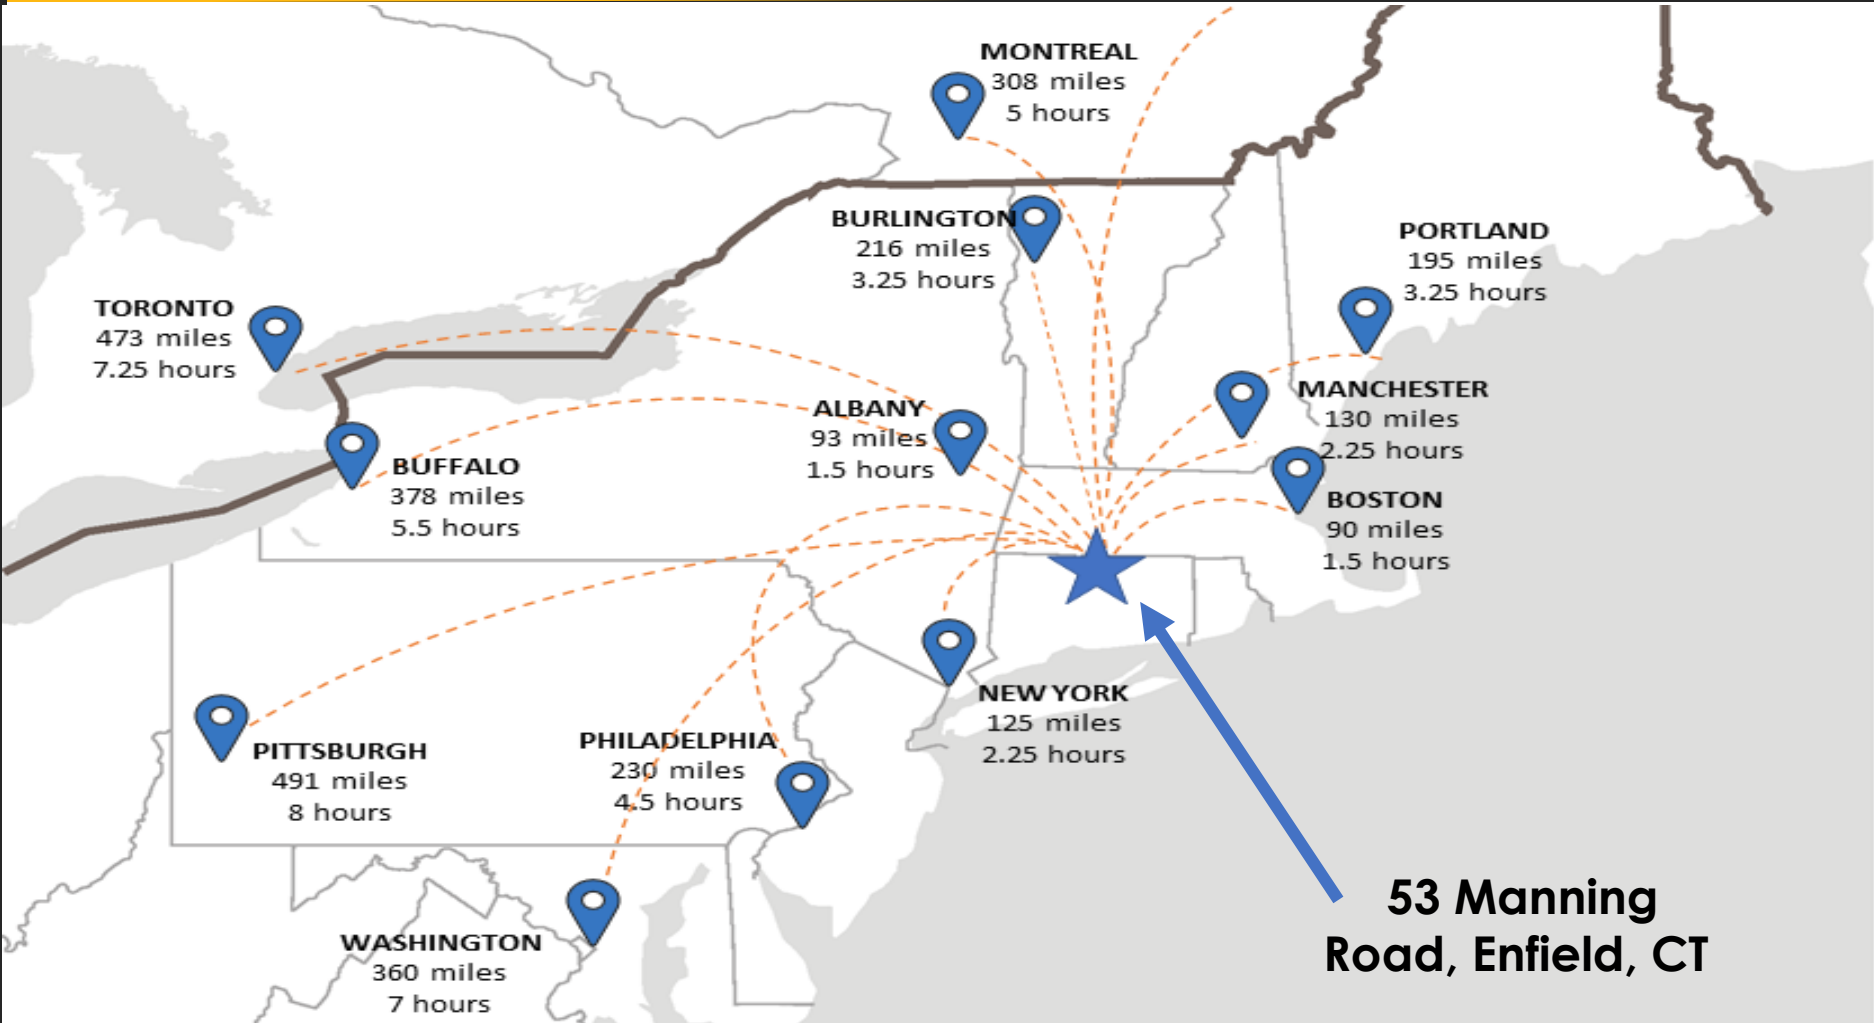 MONTREAL
308 miles
5 hours
BURLINGTON
216 miles
3.25 hours
PORTLAND
195 miles
3.25 hours
TORONTO
473 miles
7.25 hours
ALBANY
93 miles
1.5 hours
MANCHESTER
130 miles
2.25 hours
BUFFALO
378 miles
5.5 hours
BOSTON
90 miles
1.5 hours
NEW YORK
125 miles
2.25 hours
PITTSBURGH
491 miles
8 hours
PHILADELPHIA
230 miles
4.5 hours
WASHINGTON
360 miles
7 hours
53 Manning
Road, Enfield, CT